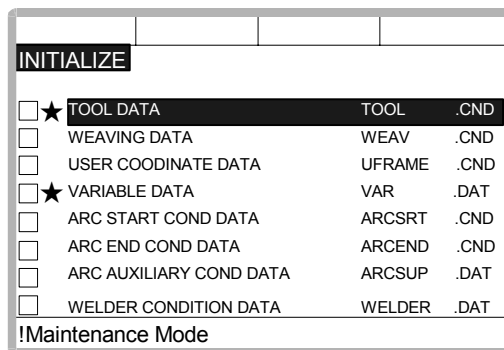 INITIALIZE
★ TOOL DATA TOOL .CND
WEAVING DATA WEAV .CND
USER COODINATE DATA UFRAME .CND
★ VARIABLE DATA VAR .DAT
ARC START COND DATA ARCSRT .CND
ARC END COND DATA ARCEND .CND
ARC AUXILIARY COND DATA ARCSUP .DAT
WELDER CONDITION DATA WELDER .DAT
!Maintenance Mode